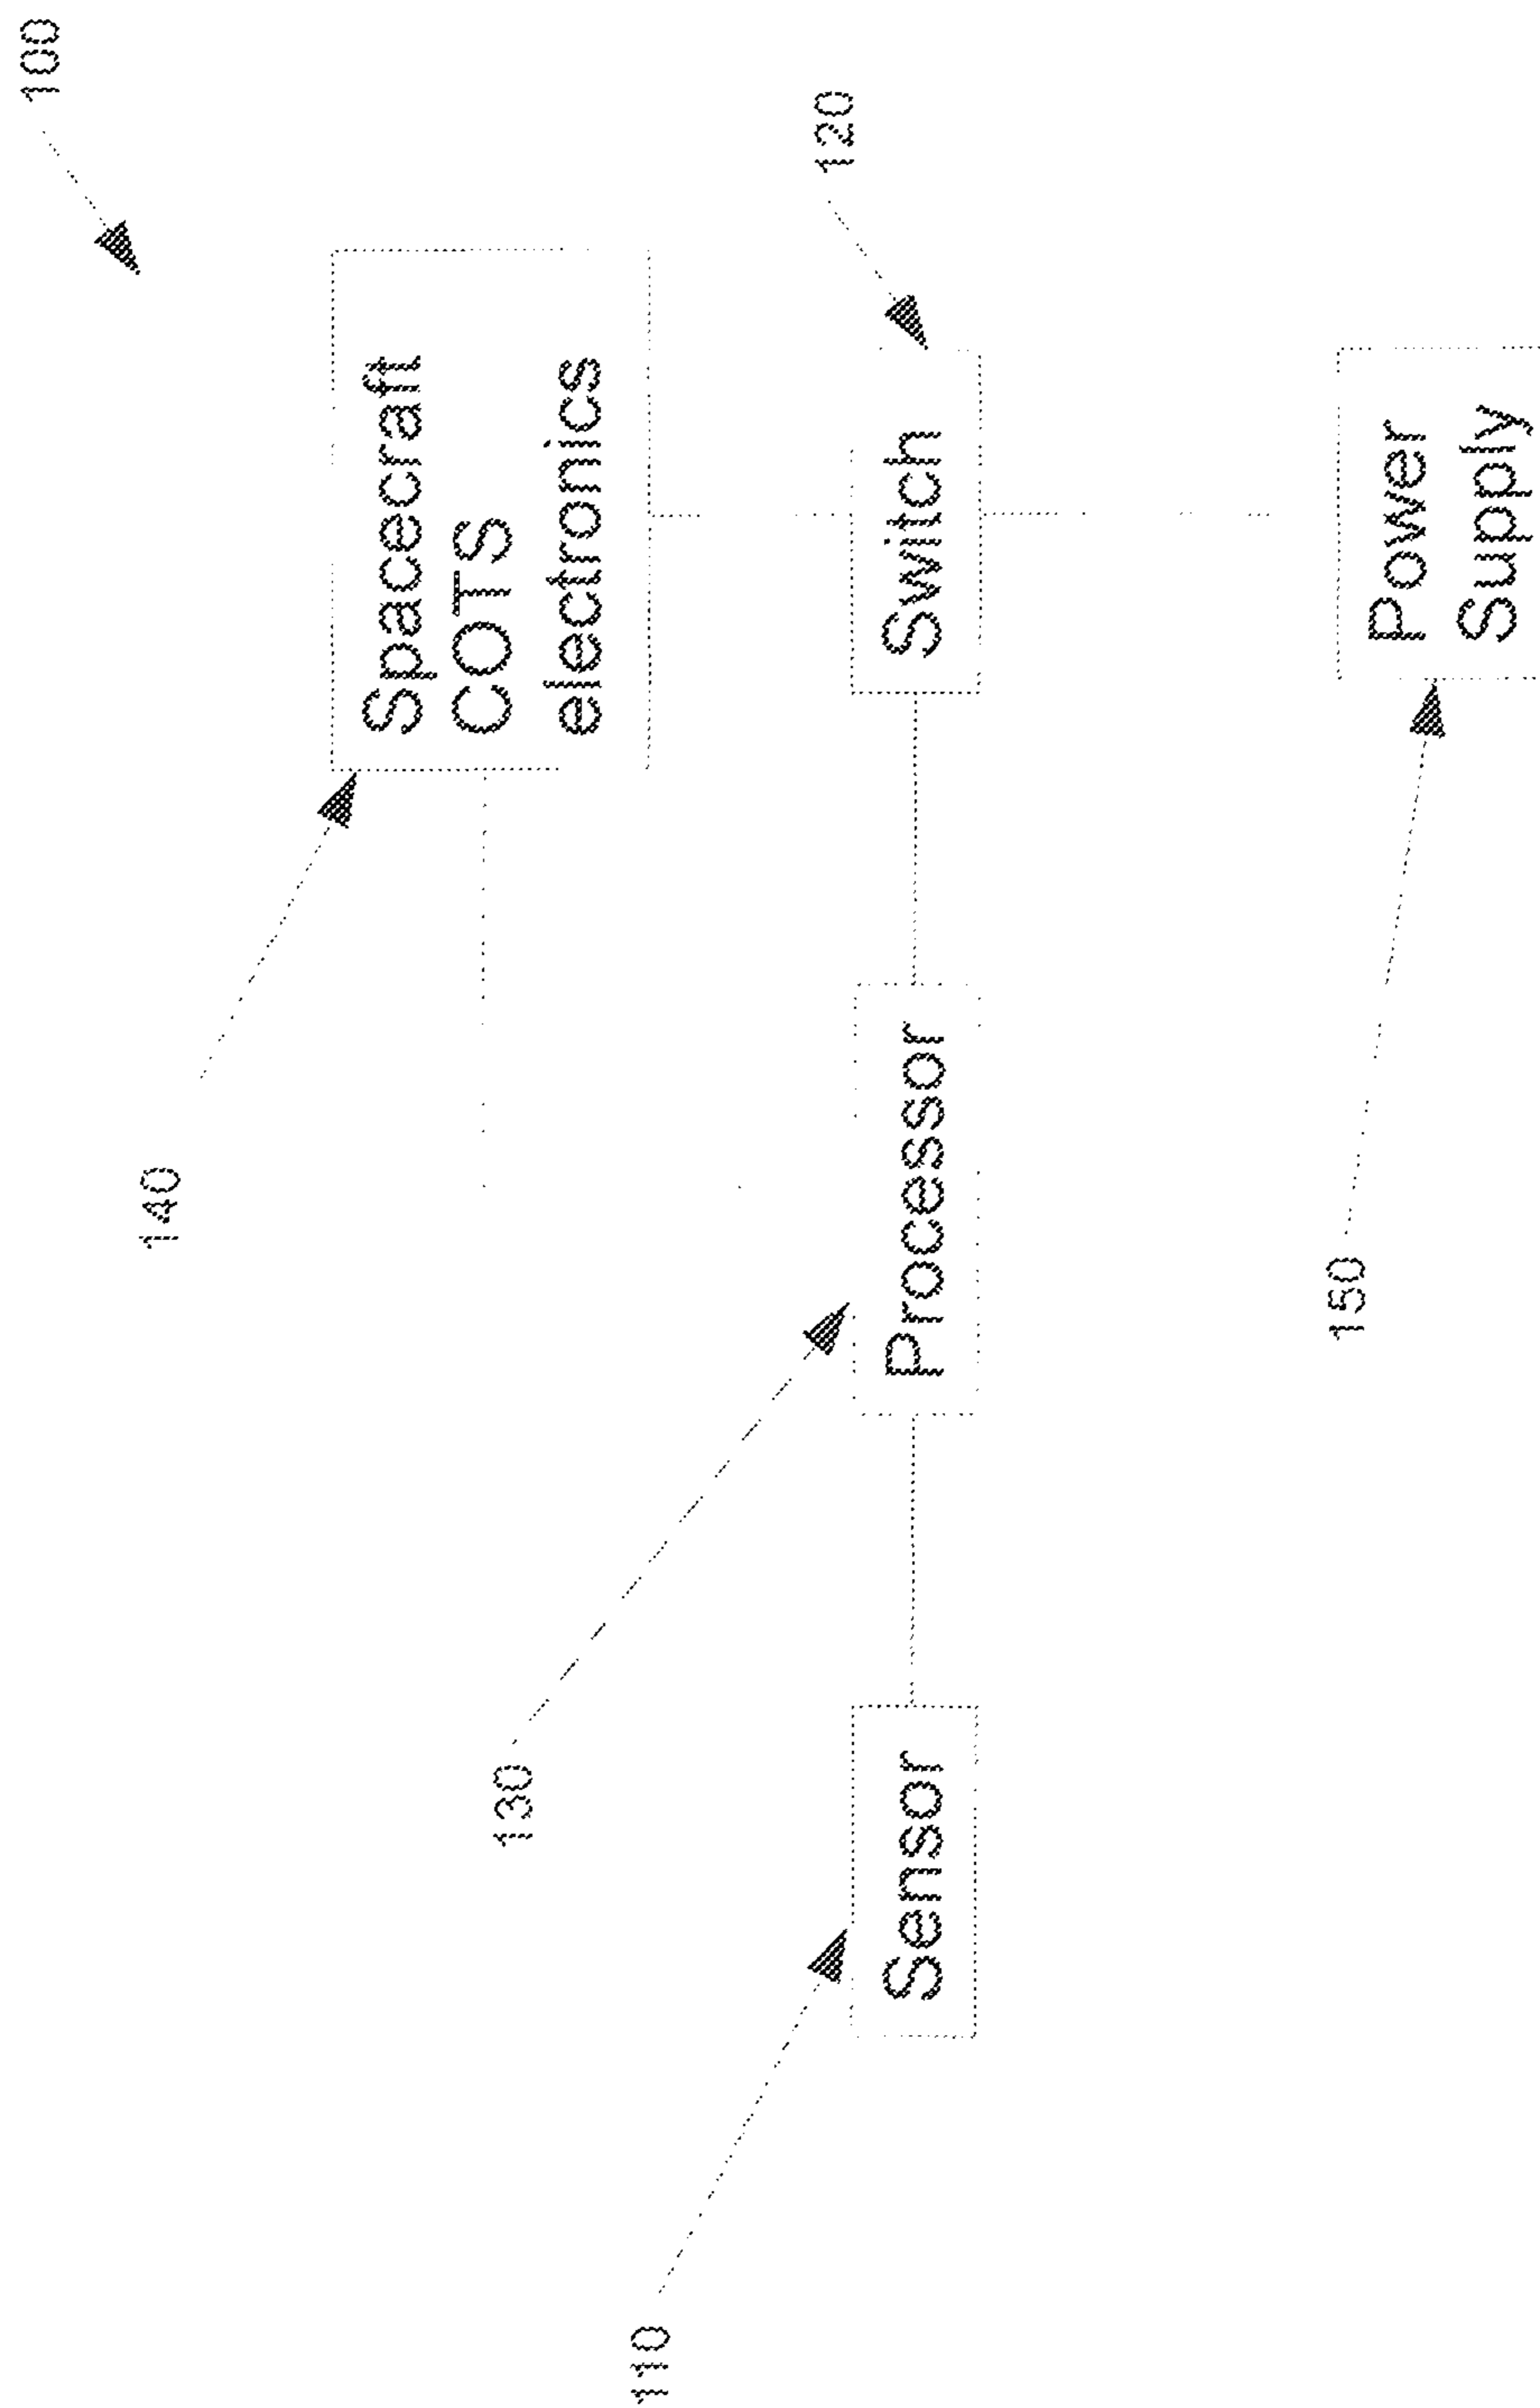 100
140
Spacecraft
COTS
electronics
120
130
110
Sensor
Processor
Switch
150
Power
Supply